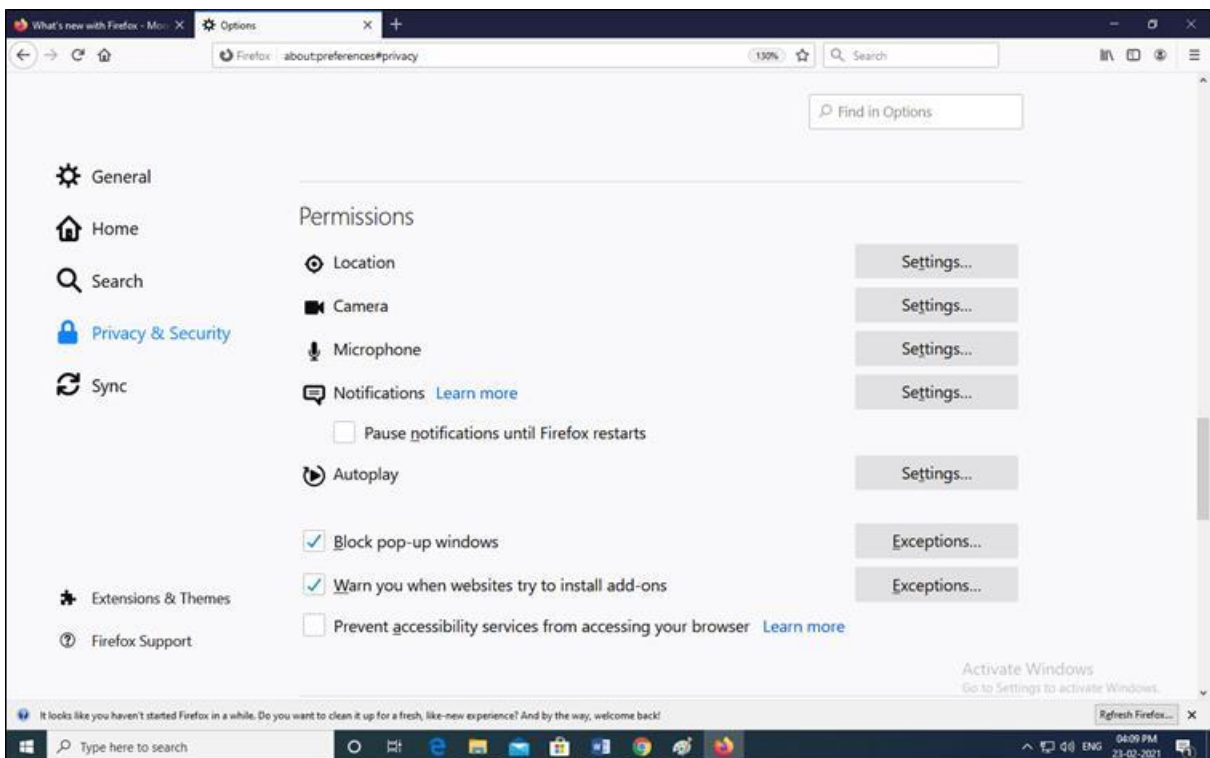 What's new with Firefox - Moz
Options
Firefox about:preferences#privacy 130% Search
Find in Options
General
Home
Search
Privacy & Security
Sync
Extensions & Themes
Firefox Support
Permissions
Location Settings...
Camera Settings...
Microphone Settings...
Notifications Learn more Settings...
Pause notifications until Firefox restarts
Autoplay Settings...
Block pop-up windows Exceptions...
Warn you when websites try to install add-ons Exceptions...
Prevent accessibility services from accessing your browser Learn more
Activate Windows
Go to Settings to activate Windows.
It looks like you haven't started Firefox in a while. Do you want to clean it up for a fresh, like-new experience? And by the way, welcome back! Refresh Firefox...
Type here to search
ENG
04:09 PM
23-02-2021